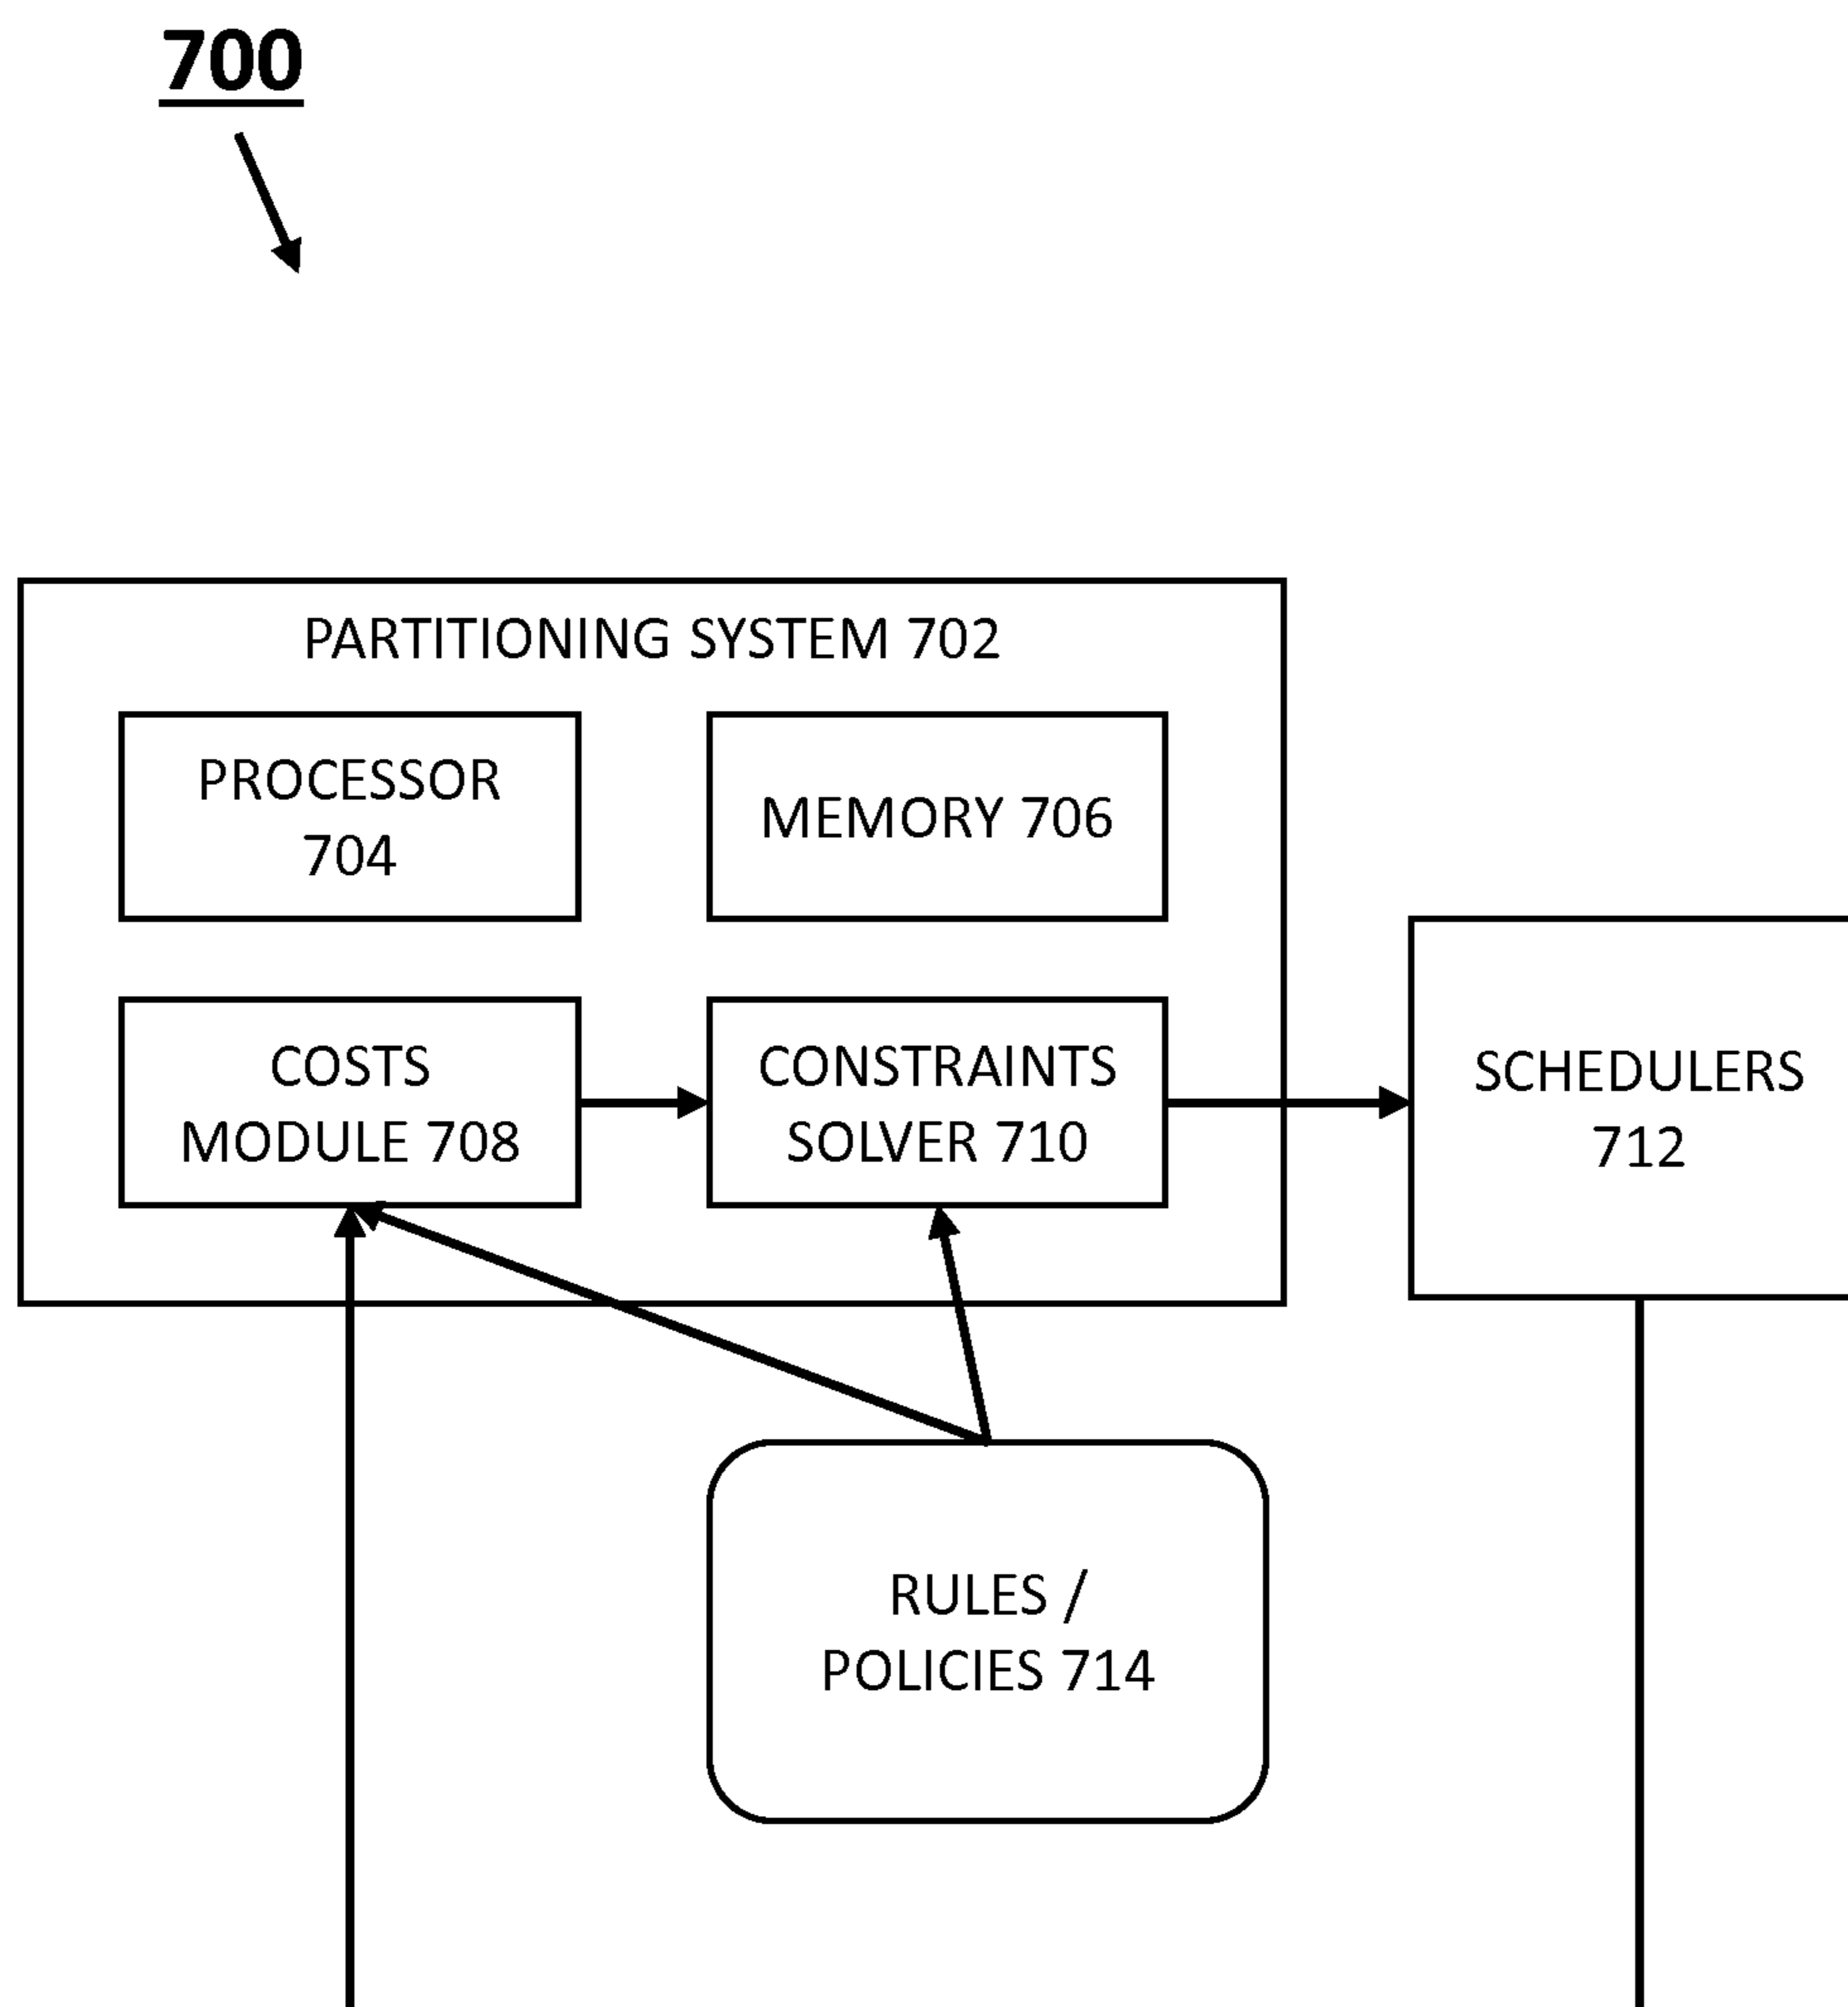 700
PARTITIONING SYSTEM 702
PROCESSOR
704
MEMORY 706
COSTS
MODULE 708
CONSTRAINTS
SOLVER 710
SCHEDULERS
712
RULES /
POLICIES 714